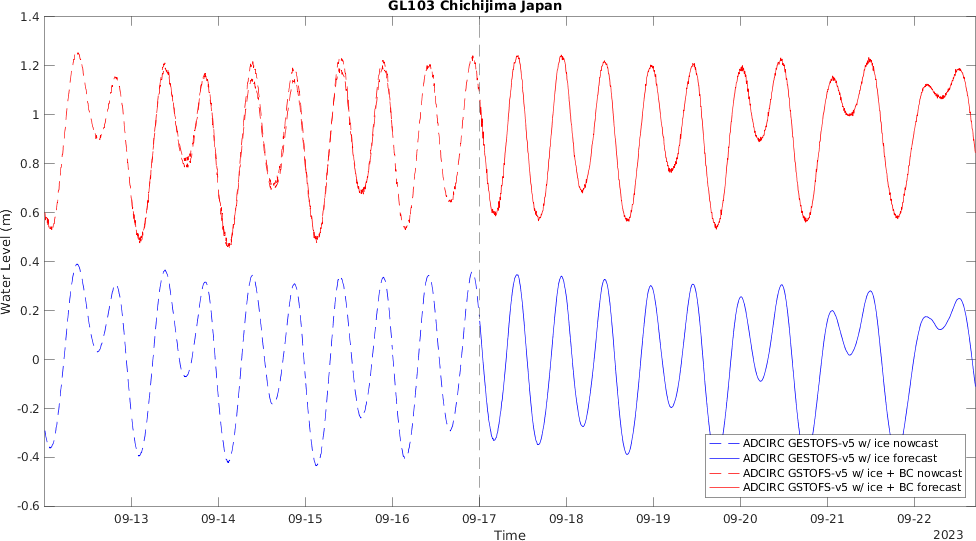 GL103 Chichijima Japan
1.4
1.2
1
0.8
0.6
0.4
0.2
0
-0.2
-0.4
-0.6
Water Level (m)
ADCIRC GESTOFS-v5 w/ ice nowcast
ADCIRC GESTOFS-v5 w/ ice forecast
ADCIRC GSTOFS-v5 w/ ice + BC nowcast
ADCIRC GSTOFS-v5 w/ ice + BC forecast
09-13 09-14 09-15 09-16 09-17 09-18 09-19 09-20 09-21 09-22
Time
2023